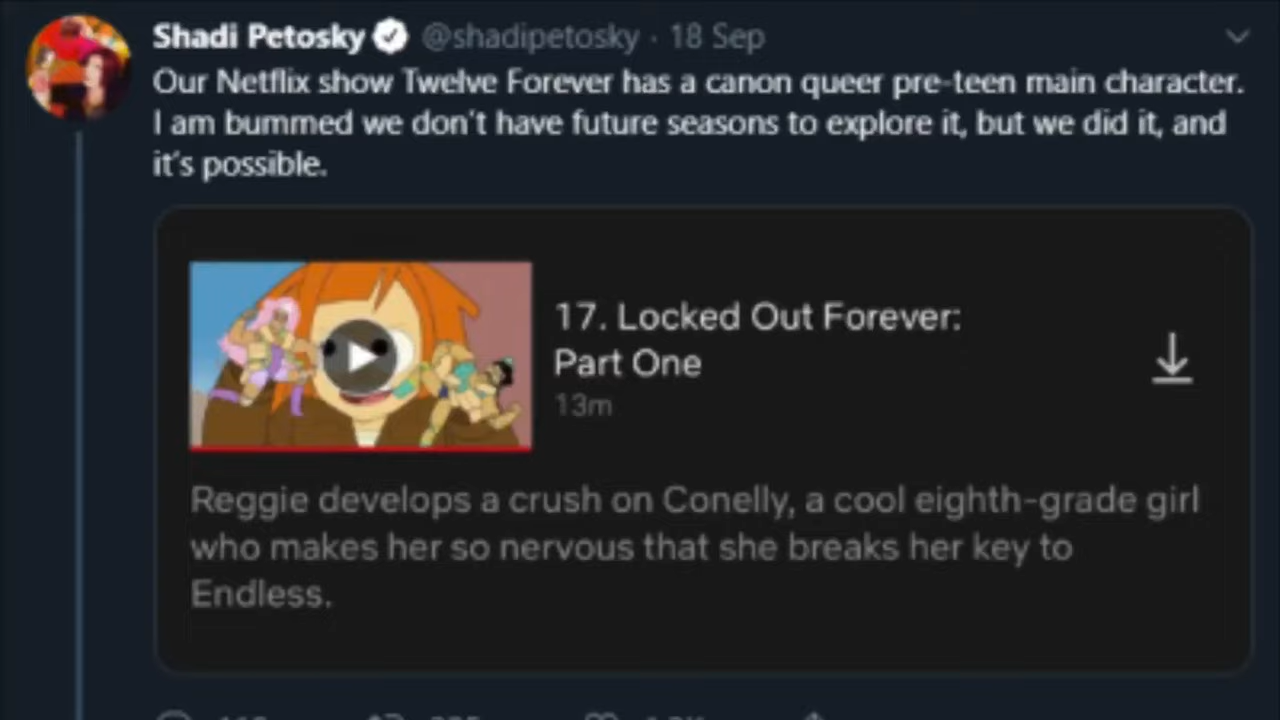 Shadi Petosky @shadipetosky · 18 Sep
Our Netflix show Twelve Forever has a canon queer pre-teen main character.
I am bummed we don't have future seasons to explore it, but we did it, and
it's possible.
17. Locked Out Forever:
Part One
13m
Reggie develops a crush on Conelly, a cool eighth-grade girl
who makes her so nervous that she breaks her key to
Endless.